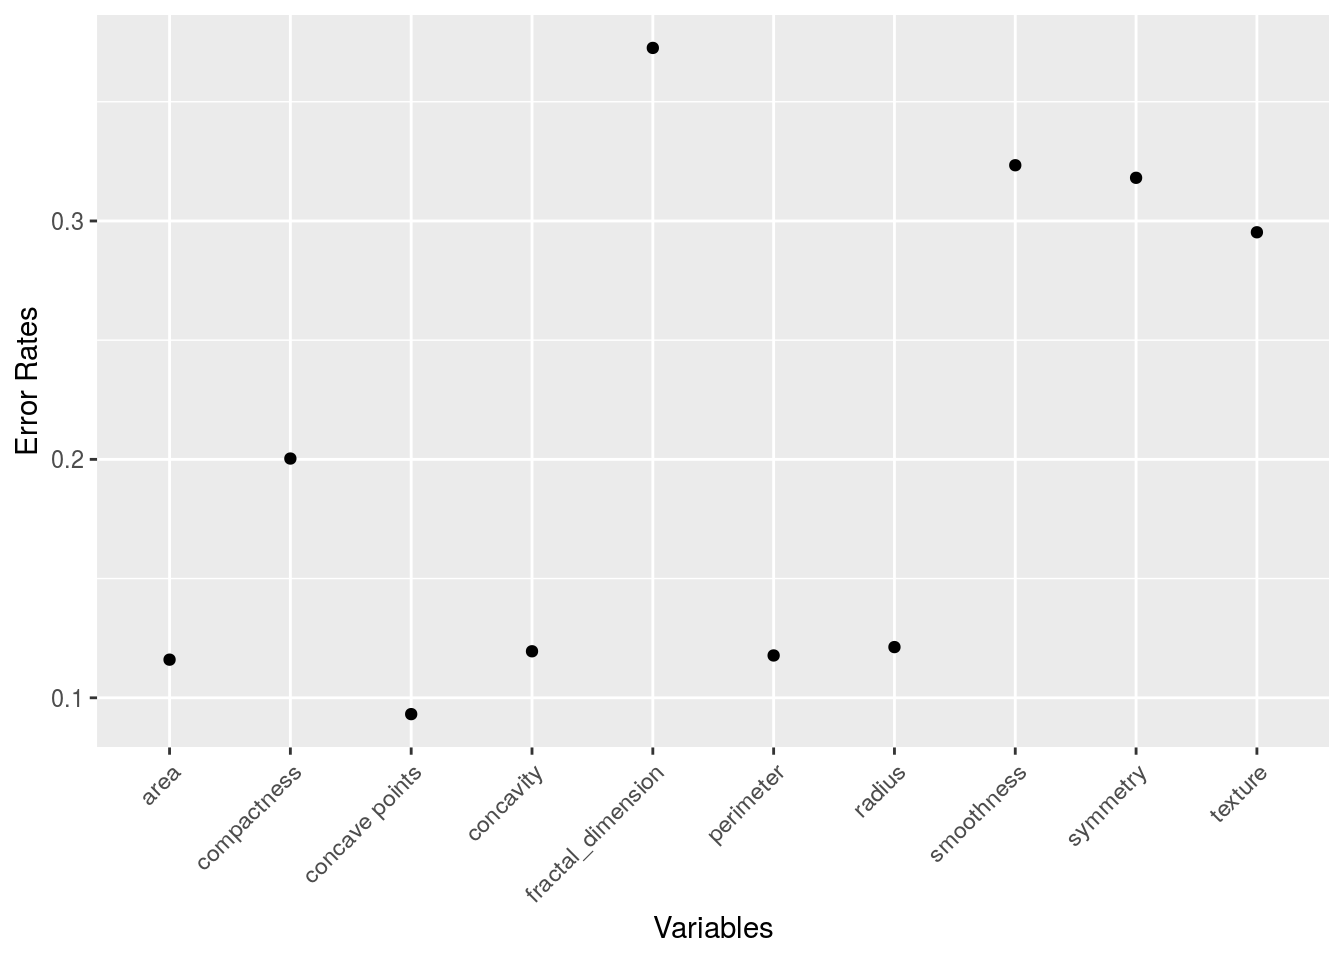 Error Rates
0.3
0.2
0.1
area
compactness
concave points
concavity
fractal_dimension
perimeter
radius
smoothness
symmetry
texture
Variables